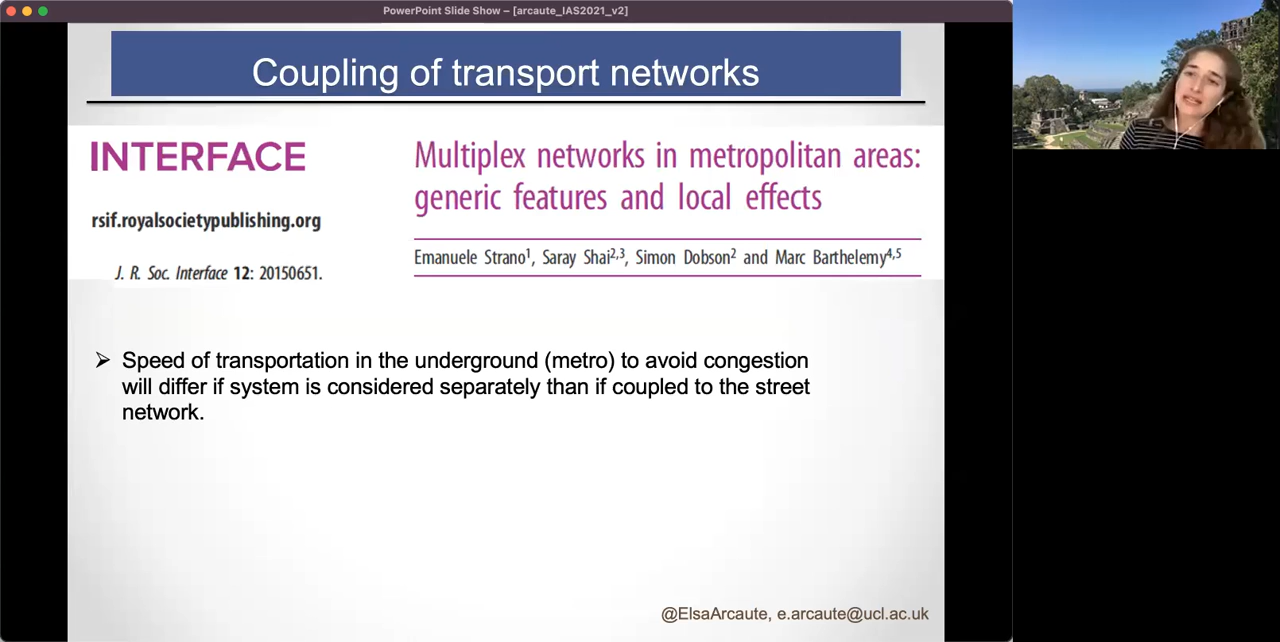 PowerPoint Slide Show – [arcaute_IAS2021_v2]
Coupling of transport networks
INTERFACE
rsif.royalsocietypublishing.org
J. R. Soc. Interface 12: 20150651.
Multiplex networks in metropolitan areas:
generic features and local effects
Emanuele Strano1, Saray Shai2,3, Simon Dobson2 and Marc Barthelemy4,5
➢ Speed of transportation in the underground (metro) to avoid congestion
will differ if system is considered separately than if coupled to the street
network.
@ElsaArcaute, e.arcaute@ucl.ac.uk